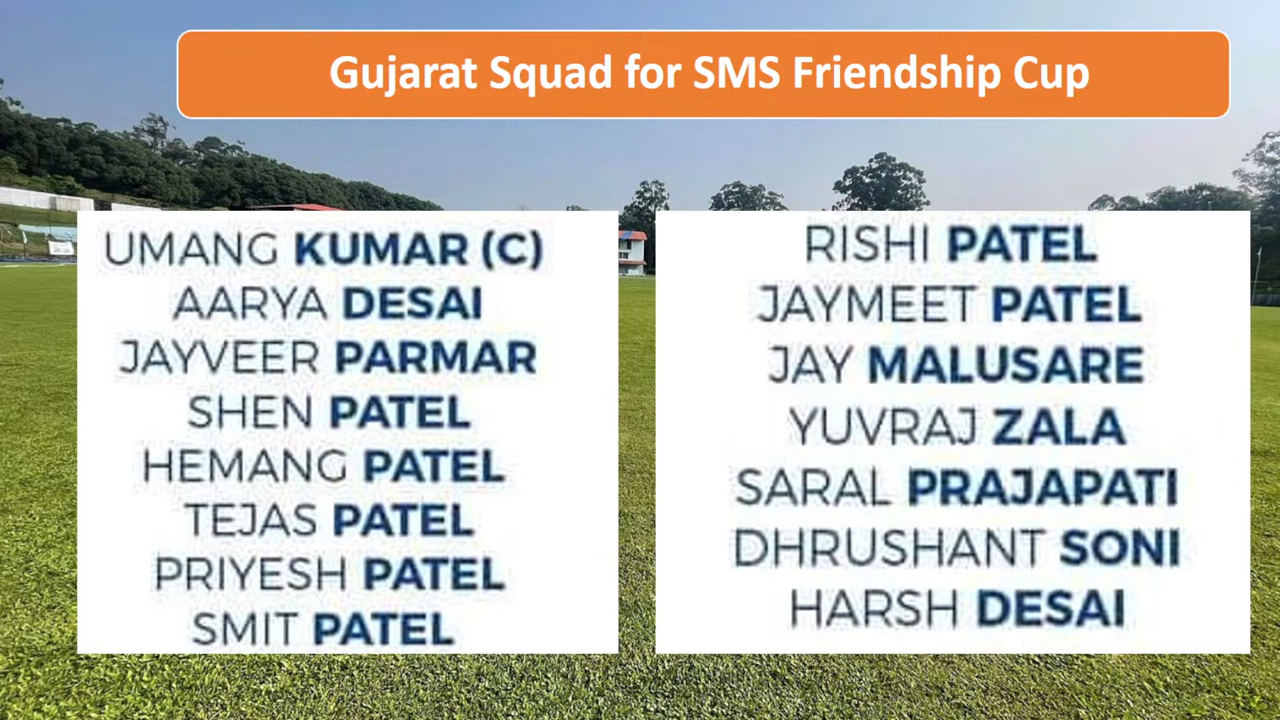 Gujarat Squad for SMS Friendship Cup
UMANG KUMAR (C)
AARYA DESAI
JAYVEER PARMAR
SHEN PATEL
HEMANG PATEL
TEJAS PATEL
PRIYESH PATEL
SMIT PATEL
RISHI PATEL
JAYMEET PATEL
JAY MALUSARE
YUVRAJ ZALA
SARAL PRAJAPATI
DHRUSHANT SONI
HARSH DESAI